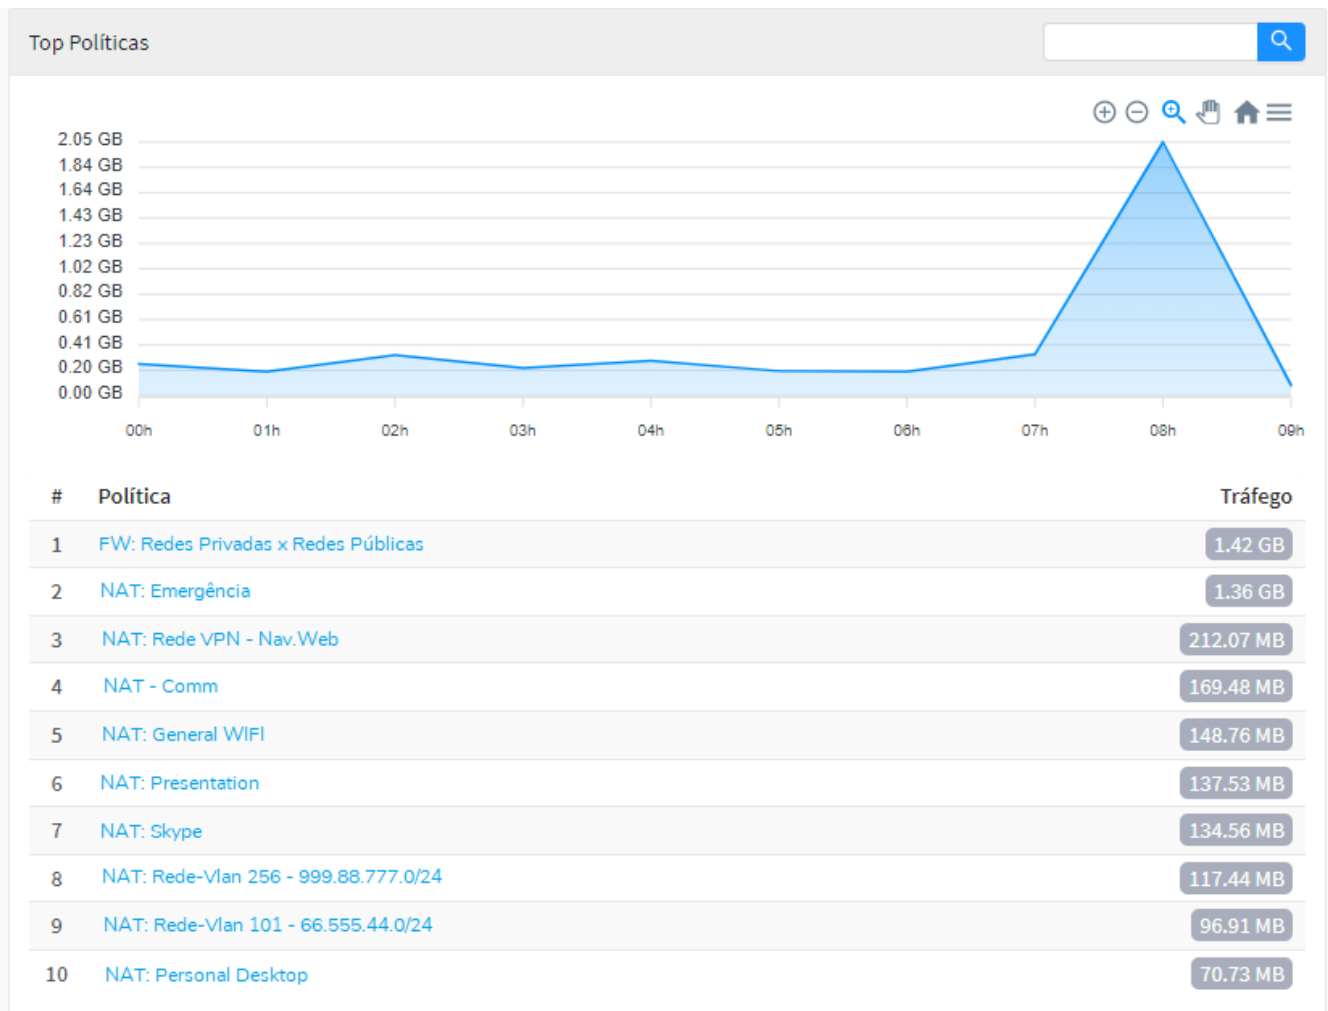 Top Políticas
2.05 GB
1.84 GB
1.64 GB
1.43 GB
1.23 GB
1.02 GB
0.82 GB
0.61 GB
0.41 GB
0.20 GB
0.00 GB
00h 01h 02h 03h 04h 05h 06h 07h 08h 09h
# Política Tráfego
1 FW: Redes Privadas x Redes Públicas 1.42 GB
2 NAT: Emergência 1.36 GB
3 NAT: Rede VPN - Nav.Web 212.07 MB
4 NAT - Comm 169.48 MB
5 NAT: General WIFI 148.76 MB
6 NAT: Presentation 137.53 MB
7 NAT: Skype 134.56 MB
8 NAT: Rede-Vlan 256 - 999.88.777.0/24 117.44 MB
9 NAT: Rede-Vlan 101 - 66.555.44.0/24 96.91 MB
10 NAT: Personal Desktop 70.73 MB